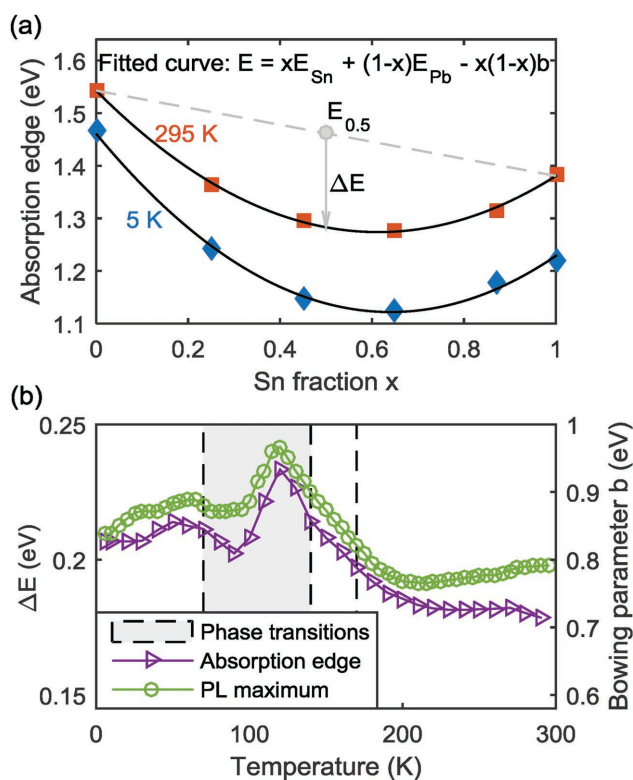 (a)
Fitted curve: E = xE_Sn + (1-x)E_Pb - x(1-x)b
Absorption edge (eV)
1.6
1.5
1.4
1.3
1.2
1.1
E_0.5
295 K
ΔE
5 K
0
0.2
0.4
0.6
0.8
1
Sn fraction x
(b)
ΔE (eV)
0.25
0.2
0.15
Bowing parameter b (eV)
1
0.9
0.8
0.7
0.6
Phase transitions
Absorption edge
PL maximum
0
100
200
300
Temperature (K)